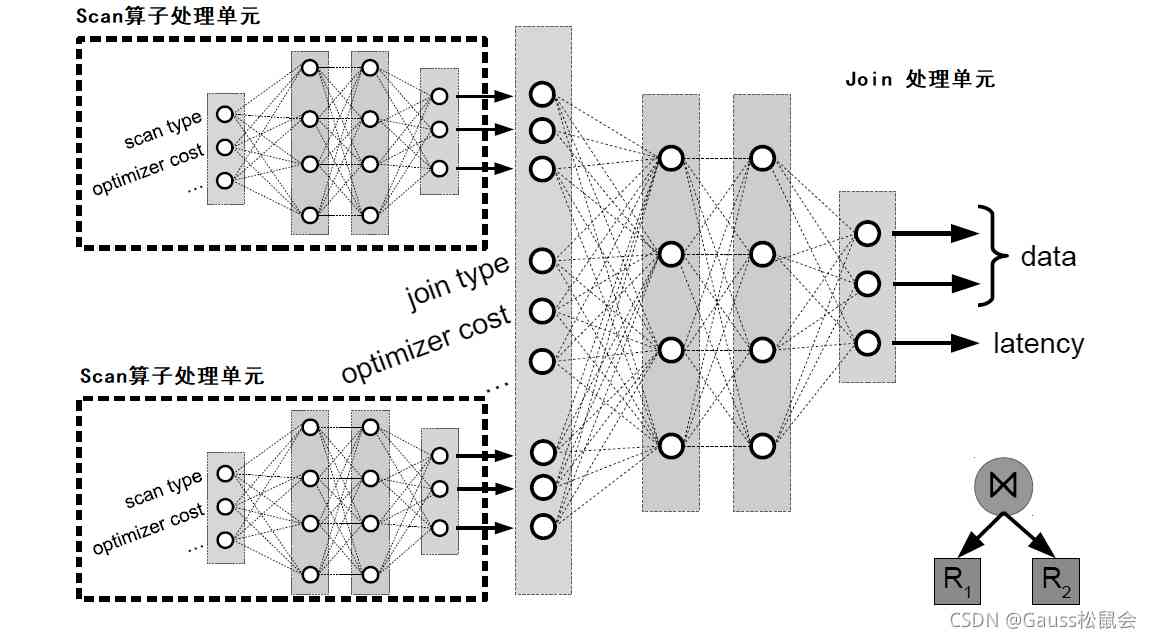 Scan算子处理单元
scan type
optimizer cost
...
Join 处理单元
join type
optimizer cost
...
data
latency
Scan算子处理单元
scan type
optimizer cost
...
⋈
R1
R2
CSDN @Gauss松鼠会